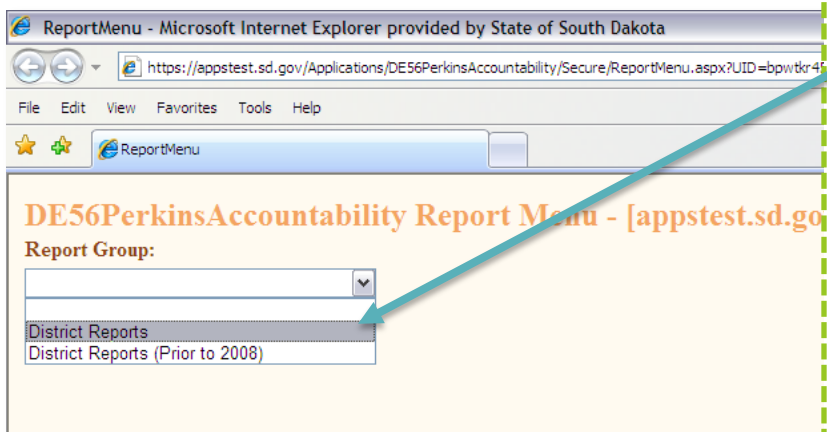 ReportMenu - Microsoft Internet Explorer provided by State of South Dakota
https://appstest.sd.gov/Applications/DE56PerkinsAccountability/Secure/ReportMenu.aspx?UID=bpwtkr45
File Edit View Favorites Tools Help
ReportMenu
DE56PerkinsAccountability Report Menu - [appstest.sd.go
Report Group:
District Reports
District Reports (Prior to 2008)